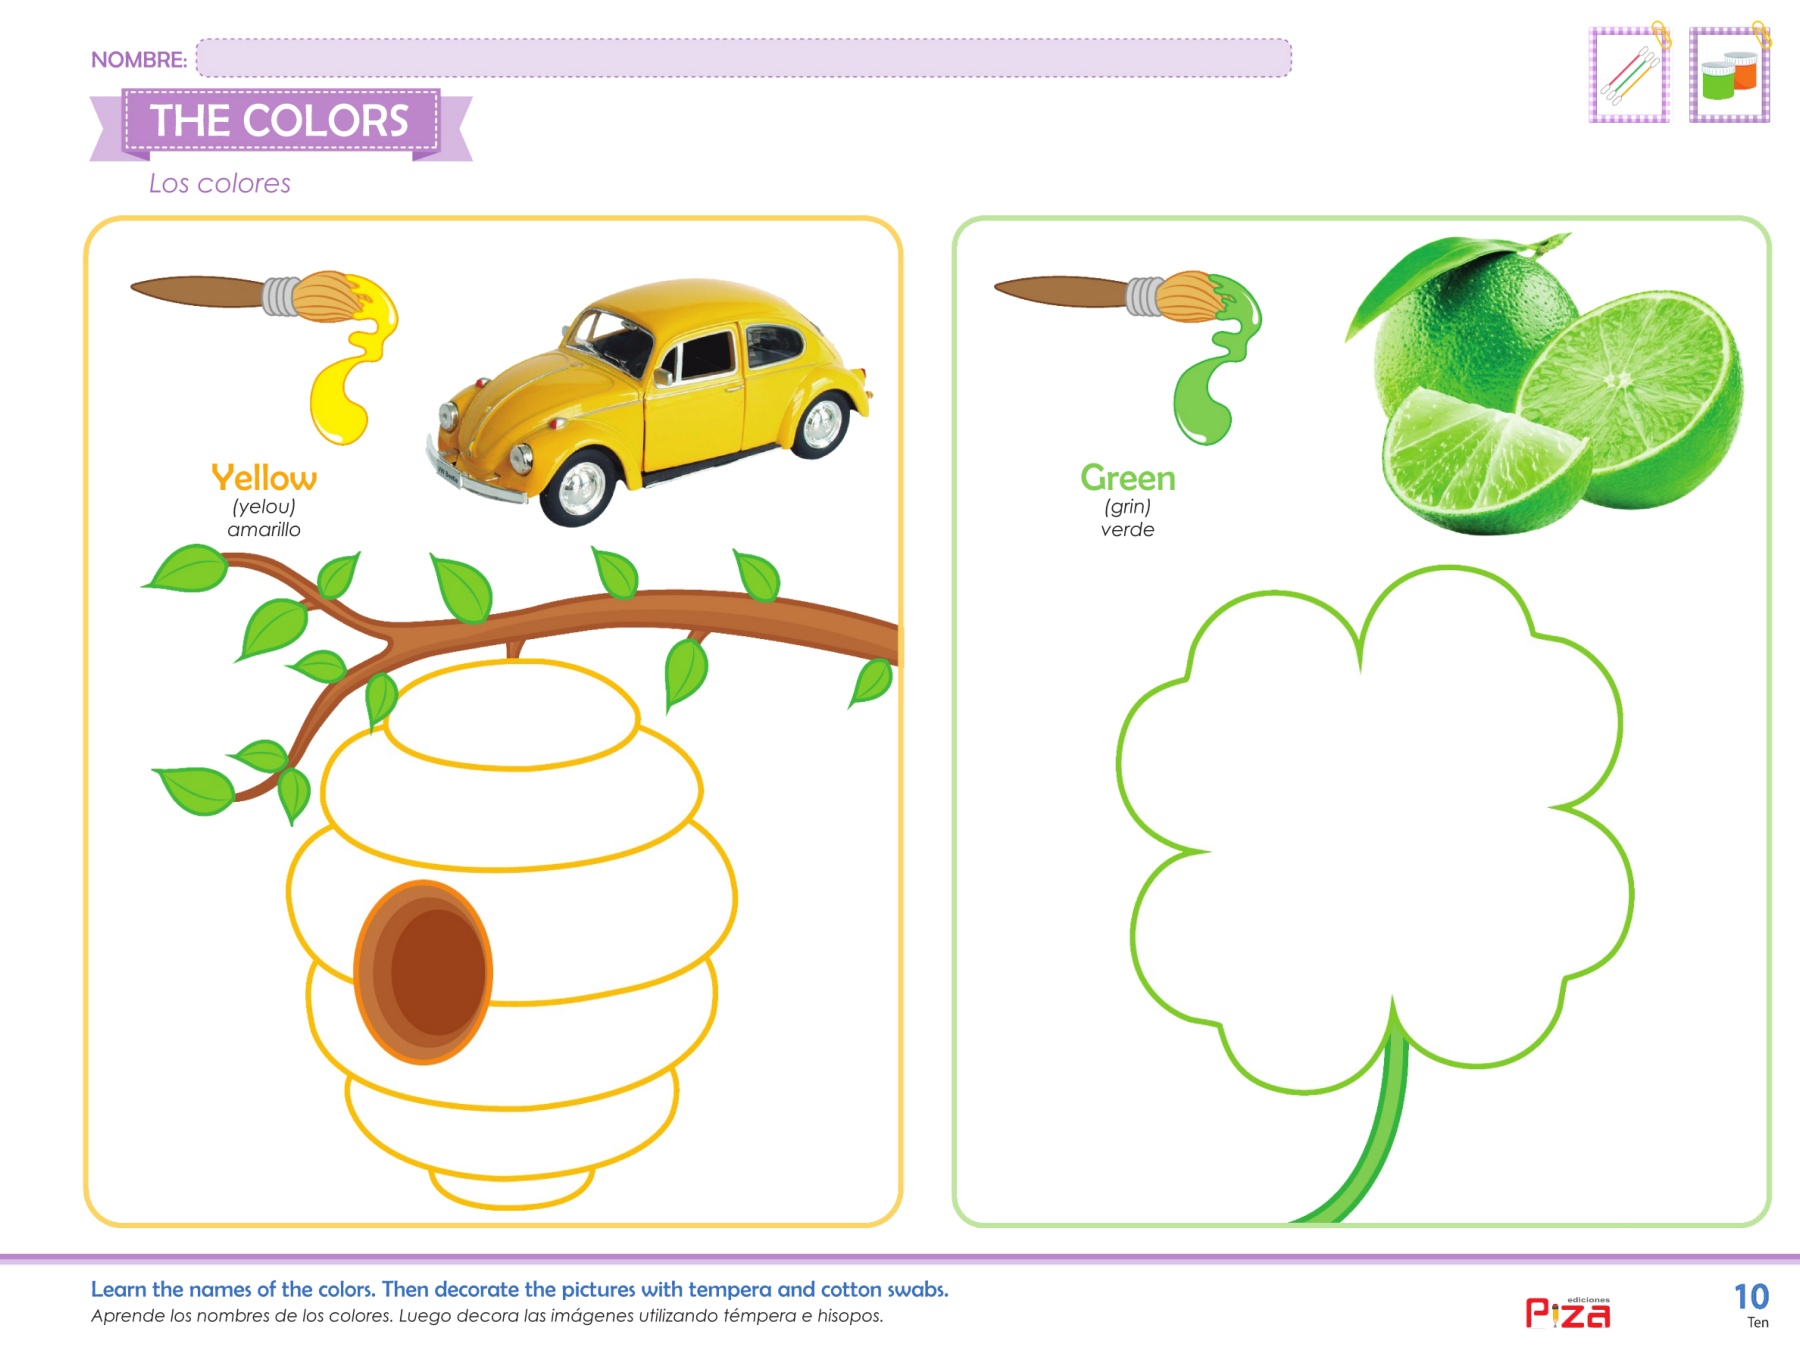 NOMBRE:
THE COLORS
Los colores
Yellow
(yelou)
amarillo
Green
(grin)
verde
Learn the names of the colors. Then decorate the pictures with tempera and cotton swabs.
Aprende los nombres de los colores. Luego decora las imágenes utilizando témpera e hisopos.
ediciones
Piza
10
Ten